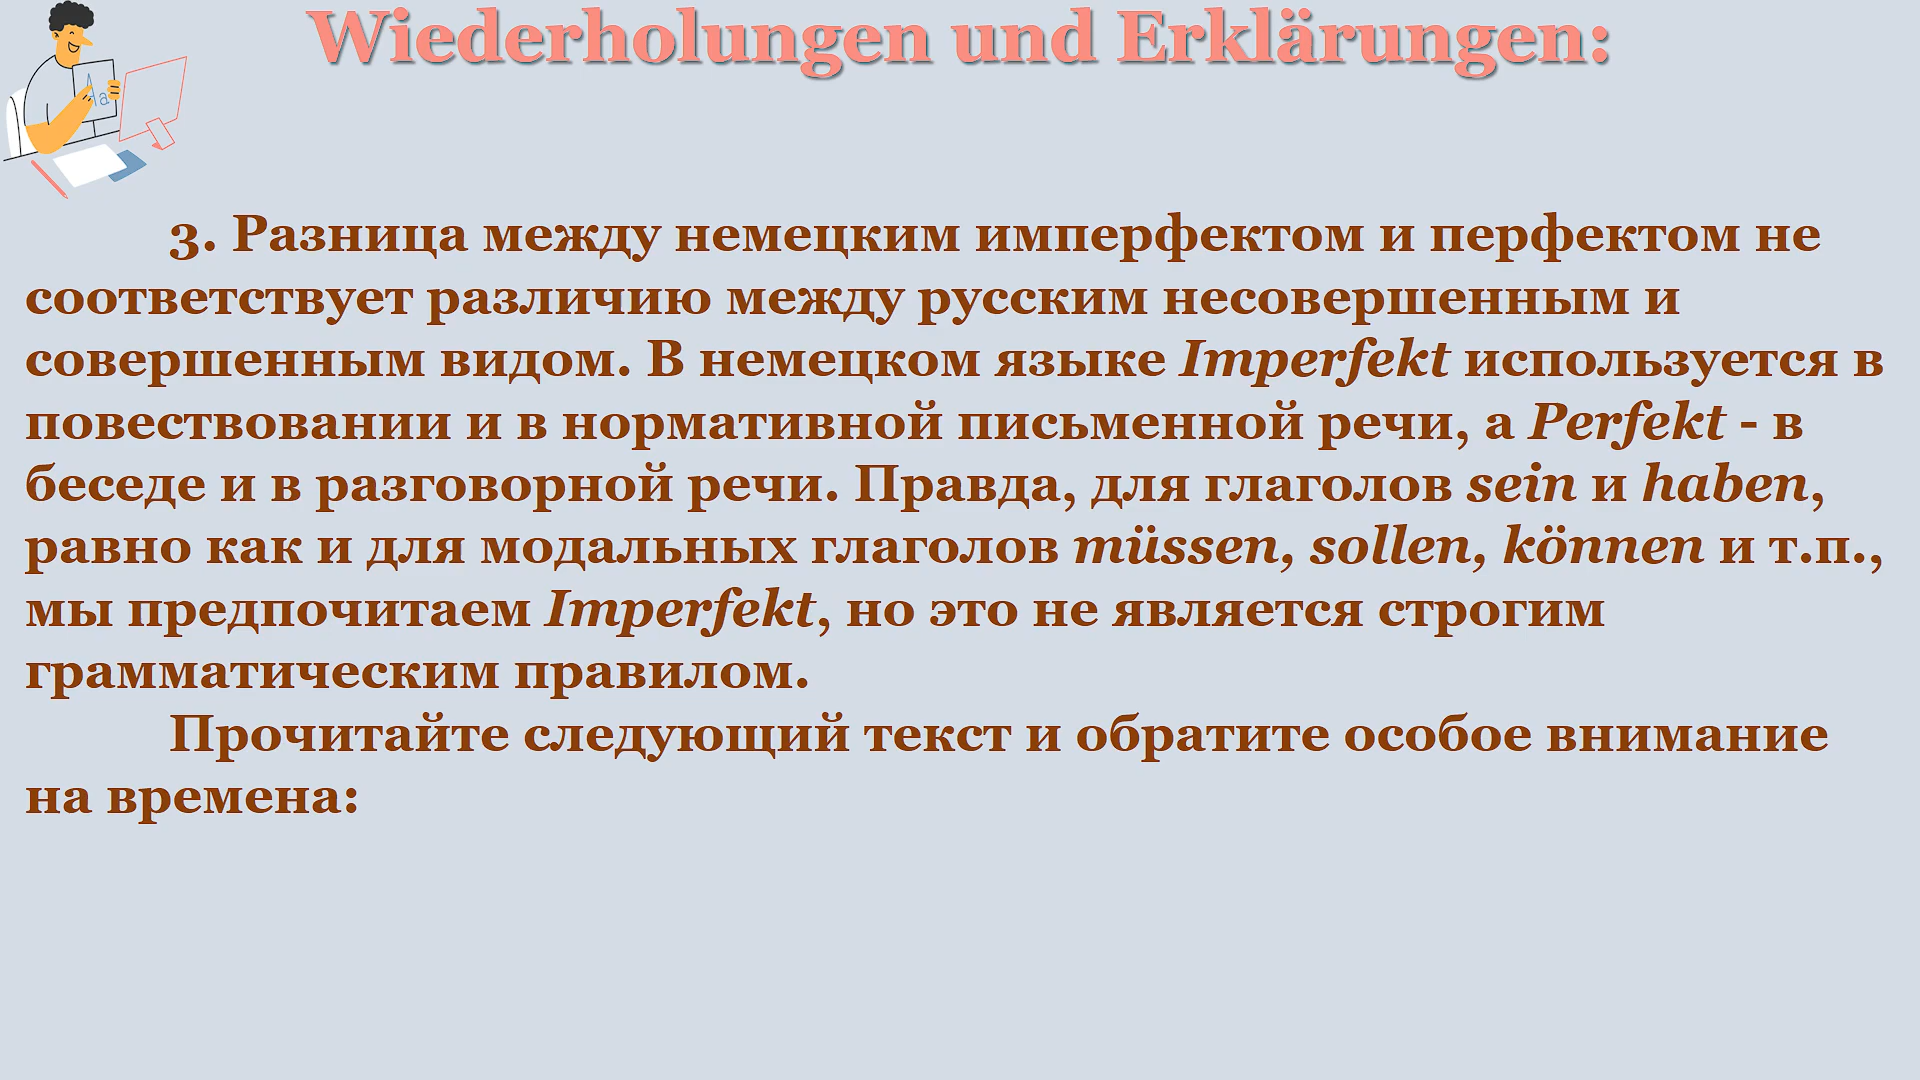 Wiederholungen und Erklärungen:
Aa
3. Разница между немецким имперфектом и перфектом не
соответствует различию между русским несовершенным и
совершенным видом. В немецком языке Imperfekt используется в
повествовании и в нормативной письменной речи, а Perfekt - в
беседе и в разговорной речи. Правда, для глаголов sein и haben,
равно как и для модальных глаголов müssen, sollen, können и т.п.,
мы предпочитаем Imperfekt, но это не является строгим
грамматическим правилом.
Прочитайте следующий текст и обратите особое внимание
на времена: